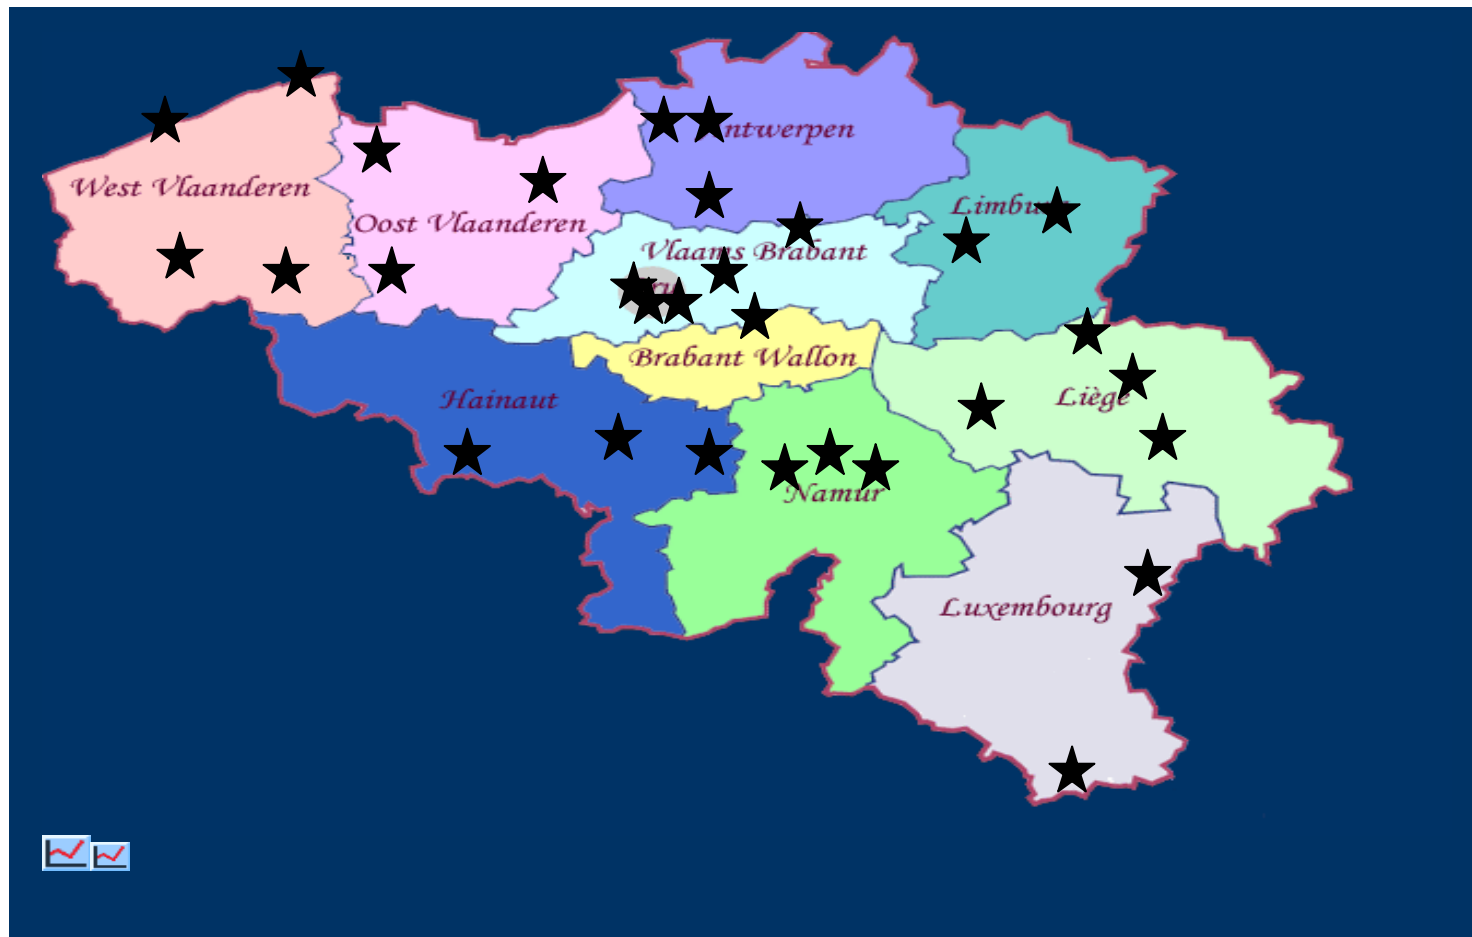 ntwerpen
West Vlaanderen
Limbu
Oost Vlaanderen
Vlaams Brabant
Brabant Wallon
Hainaut
Liège
Namur
Luxembourg